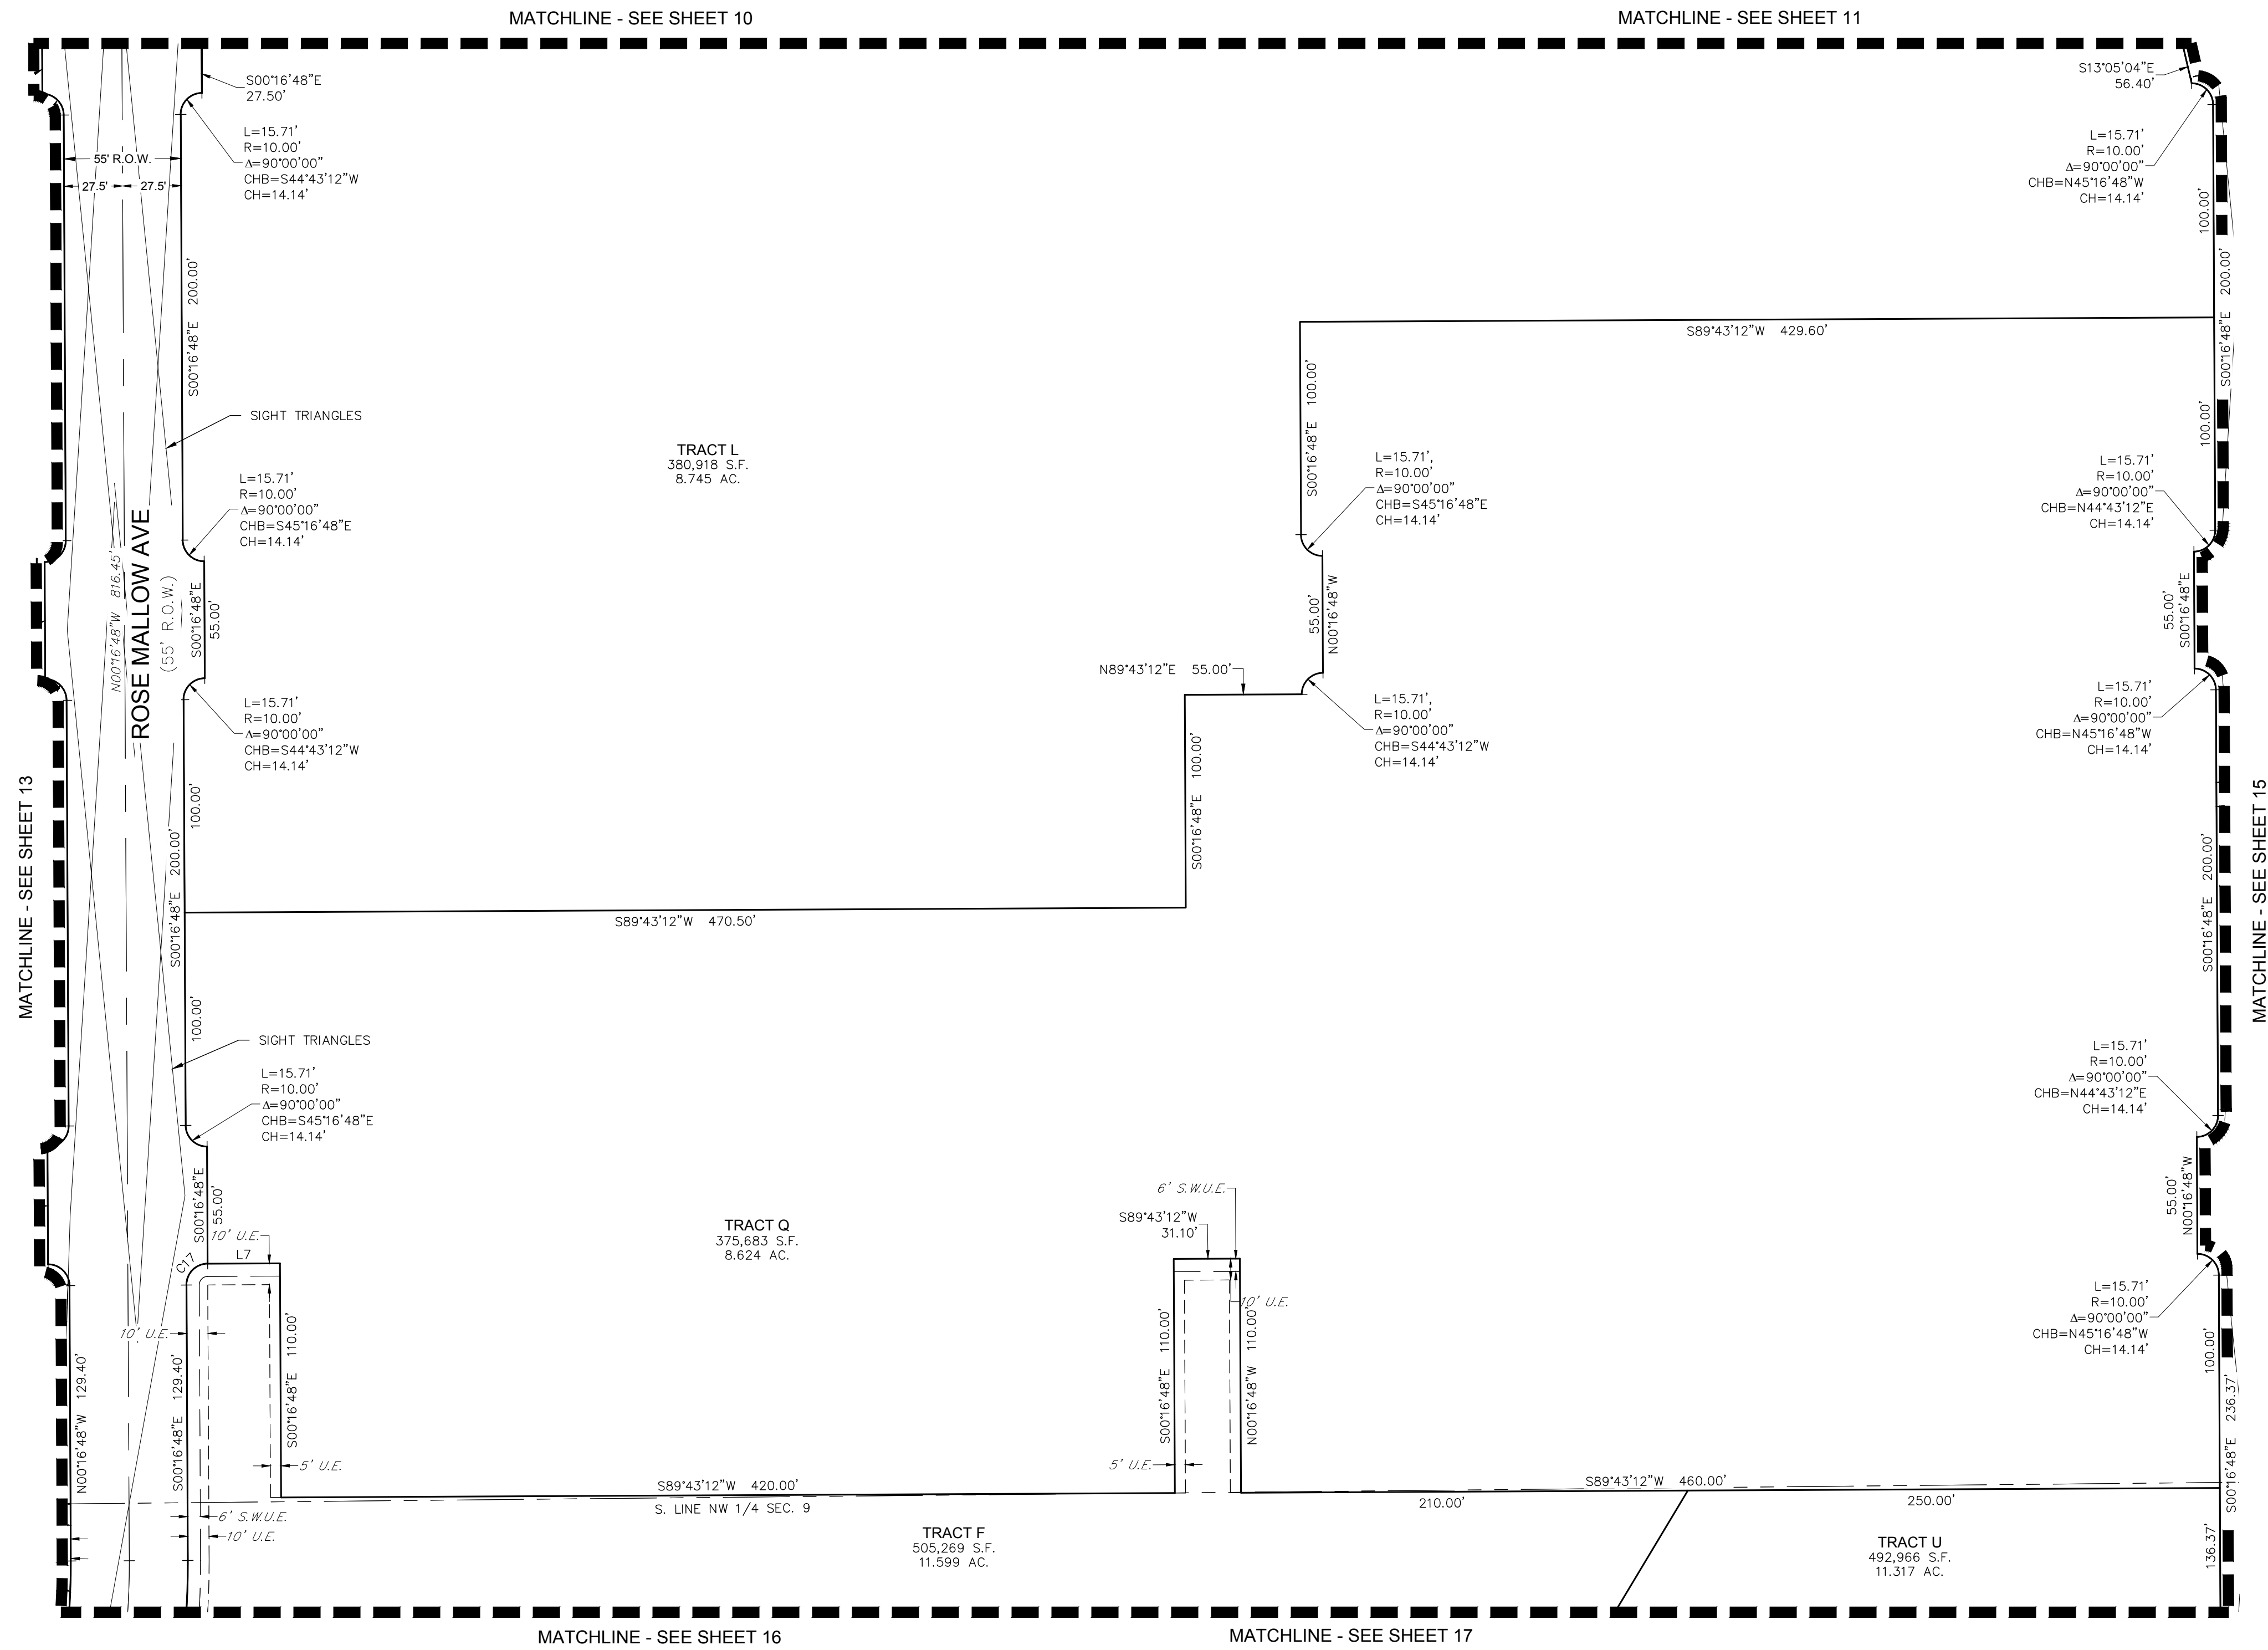 MATCHLINE - SEE SHEET 10
MATCHLINE - SEE SHEET 11
S00°16'48"E
27.50'
L=15.71'
R=10.00'
Δ=90°00'00"
CHB=S44°43'12"W
CH=14.14'
55' R.O.W.
27.5'
27.5'
S00°16'48"E 200.00'
SIGHT TRIANGLES
L=15.71'
R=10.00'
Δ=90°00'00"
CHB=S45°16'48"E
CH=14.14'
N00°16'48"W 816.45'
ROSE MALLOW AVE
(55' R.O.W.)
S00°16'48"E
55.00'
L=15.71'
R=10.00'
Δ=90°00'00"
CHB=S44°43'12"W
CH=14.14'
MATCHLINE - SEE SHEET 13
100.00'
S00°16'48"E 200.00'
100.00'
SIGHT TRIANGLES
L=15.71'
R=10.00'
Δ=90°00'00"
CHB=S45°16'48"E
CH=14.14'
S00°16'48"E
55.00'
10' U.E.
L7
C17
10' U.E.
N00°16'48"W 129.40'
S00°16'48"E 129.40'
S00°16'48"E 110.00'
5' U.E.
6' S.W.U.E.
10' U.E.
TRACT L
380,918 S.F.
8.745 AC.
S89°43'12"W 470.50'
S00°16'48"E 100.00'
N89°43'12"E 55.00'
S00°16'48"E 100.00'
L=15.71',
R=10.00'
Δ=90°00'00"
CHB=S45°16'48"E
CH=14.14'
55.00'
N00°16'48"W
L=15.71',
R=10.00'
Δ=90°00'00"
CHB=S44°43'12"W
CH=14.14'
S89°43'12"W 429.60'
S13°05'04"E
56.40'
L=15.71'
R=10.00'
Δ=90°00'00"
CHB=N45°16'48"W
CH=14.14'
100.00'
S00°16'48"E 200.00'
100.00'
L=15.71'
R=10.00'
Δ=90°00'00"
CHB=N44°43'12"E
CH=14.14'
55.00'
S00°16'48"E
L=15.71'
R=10.00'
Δ=90°00'00"
CHB=N45°16'48"W
CH=14.14'
MATCHLINE - SEE SHEET 15
S00°16'48"E 200.00'
L=15.71'
R=10.00'
Δ=90°00'00"
CHB=N44°43'12"E
CH=14.14'
55.00'
N00°16'48"W
L=15.71'
R=10.00'
Δ=90°00'00"
CHB=N45°16'48"W
CH=14.14'
100.00'
S00°16'48"E 236.37'
136.37'
TRACT Q
375,683 S.F.
8.624 AC.
6' S.W.U.E.
S89°43'12"W
31.10'
10' U.E.
S00°16'48"E 110.00'
N00°16'48"W 110.00'
5' U.E.
S89°43'12"W 420.00'
S. LINE NW 1/4 SEC. 9
S89°43'12"W 460.00'
210.00'
250.00'
TRACT F
505,269 S.F.
11.599 AC.
TRACT U
492,966 S.F.
11.317 AC.
MATCHLINE - SEE SHEET 16
MATCHLINE - SEE SHEET 17